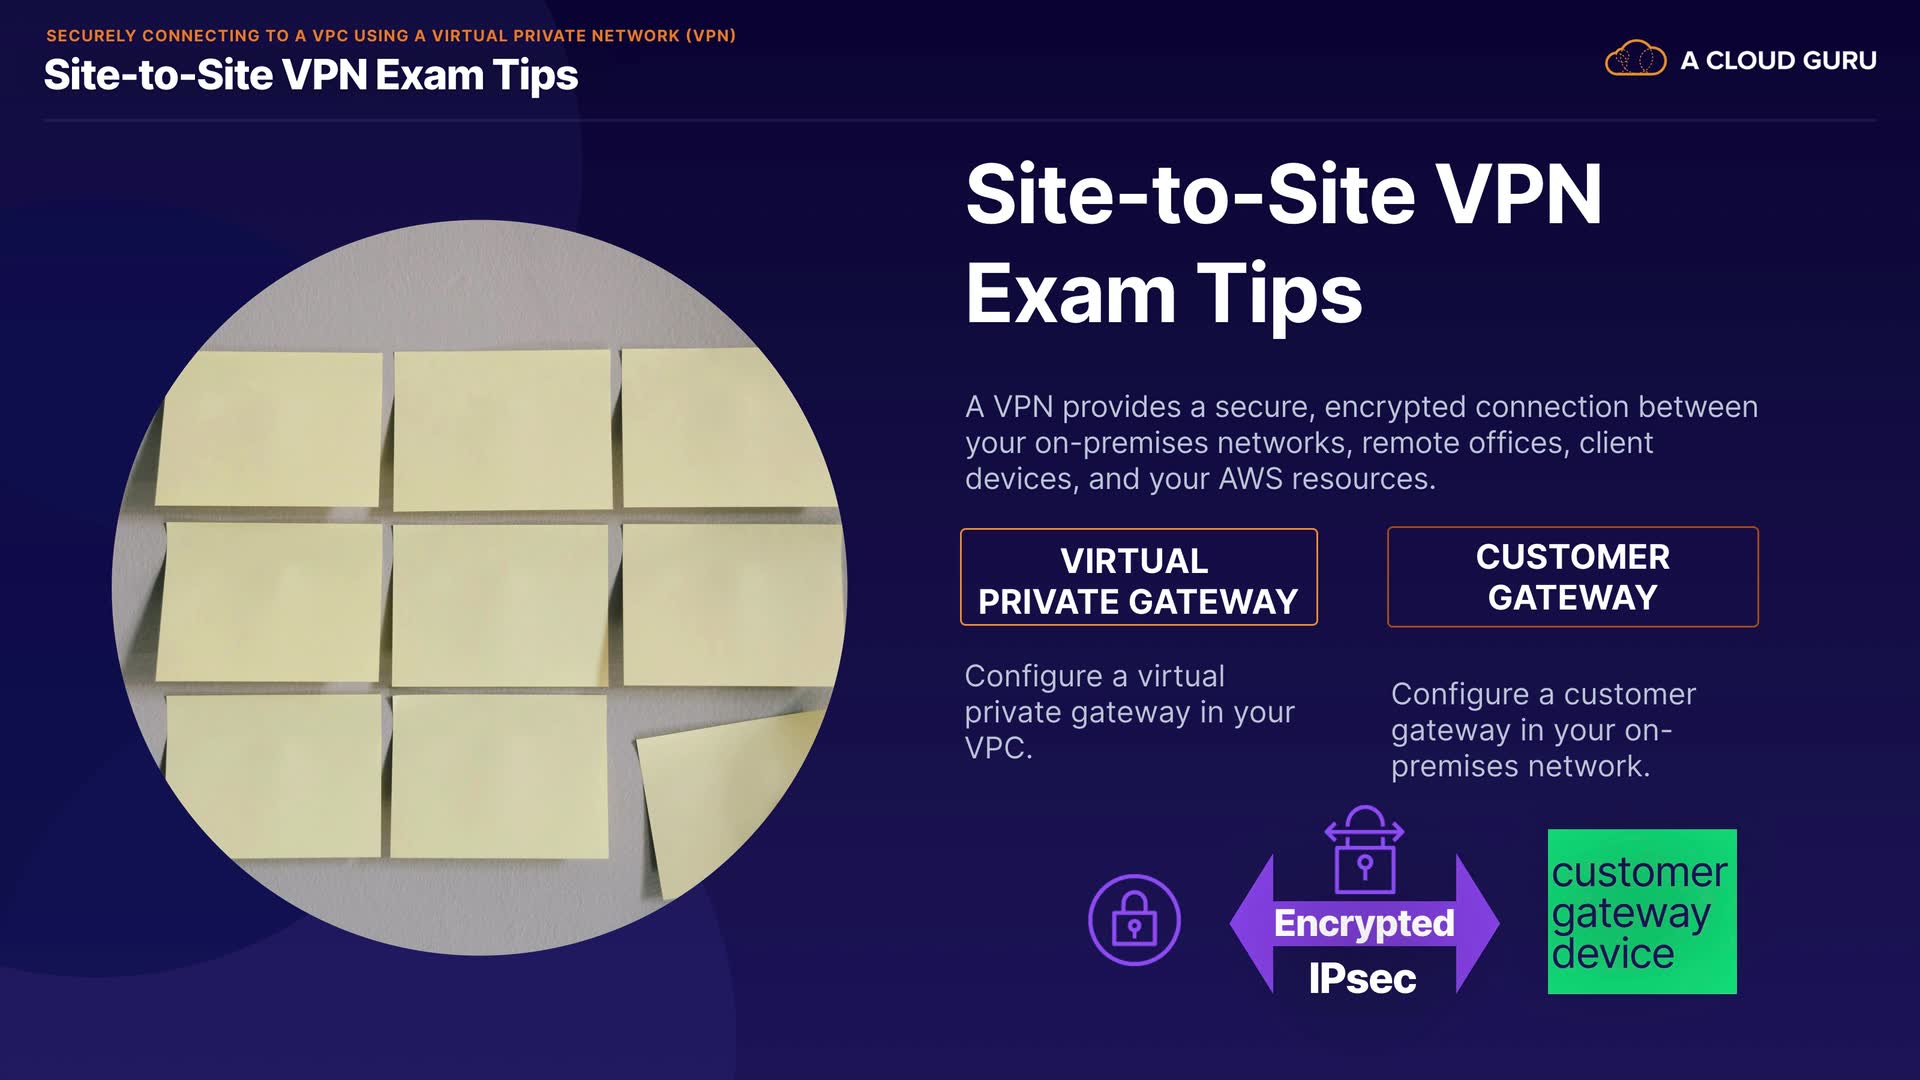 SECURELY CONNECTING TO A VPC USING A VIRTUAL PRIVATE NETWORK (VPN)
Site-to-Site VPN Exam Tips
A CLOUD GURU
Site-to-Site VPN
Exam Tips
A VPN provides a secure, encrypted connection between
your on-premises networks, remote offices, client
devices, and your AWS resources.
VIRTUAL
PRIVATE GATEWAY
Configure a virtual
private gateway in your
VPC.
CUSTOMER
GATEWAY
Configure a customer
gateway in your on-
premises network.
Encrypted
IPsec
customer
gateway
device